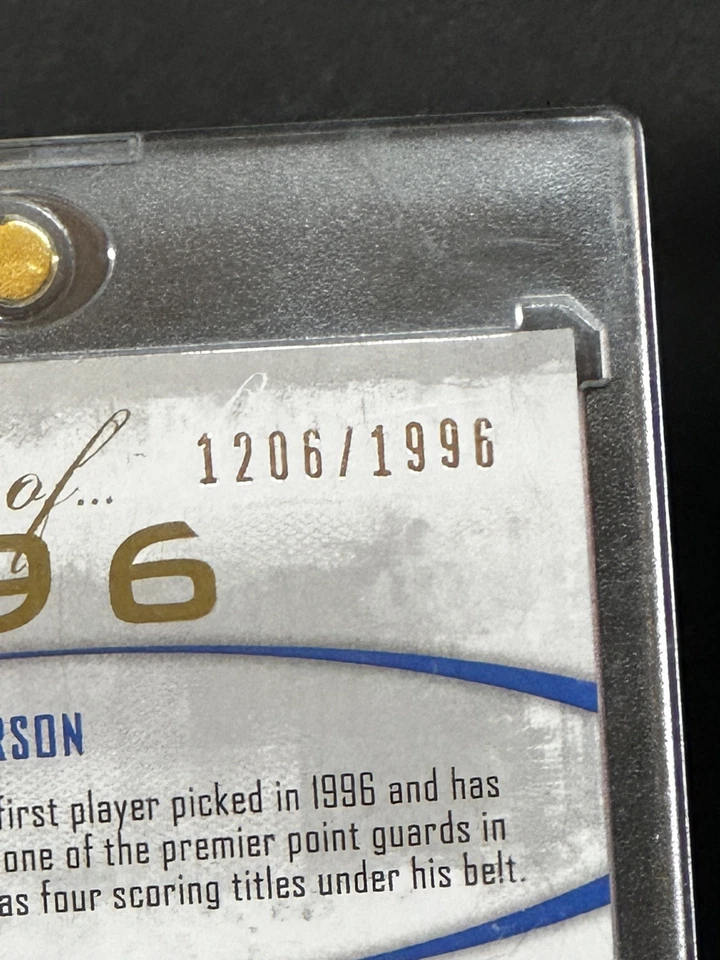 1206/1996
of...
96
RSON
first player picked in 1996 and has
one of the premier point guards in
as four scoring titles under his belt.